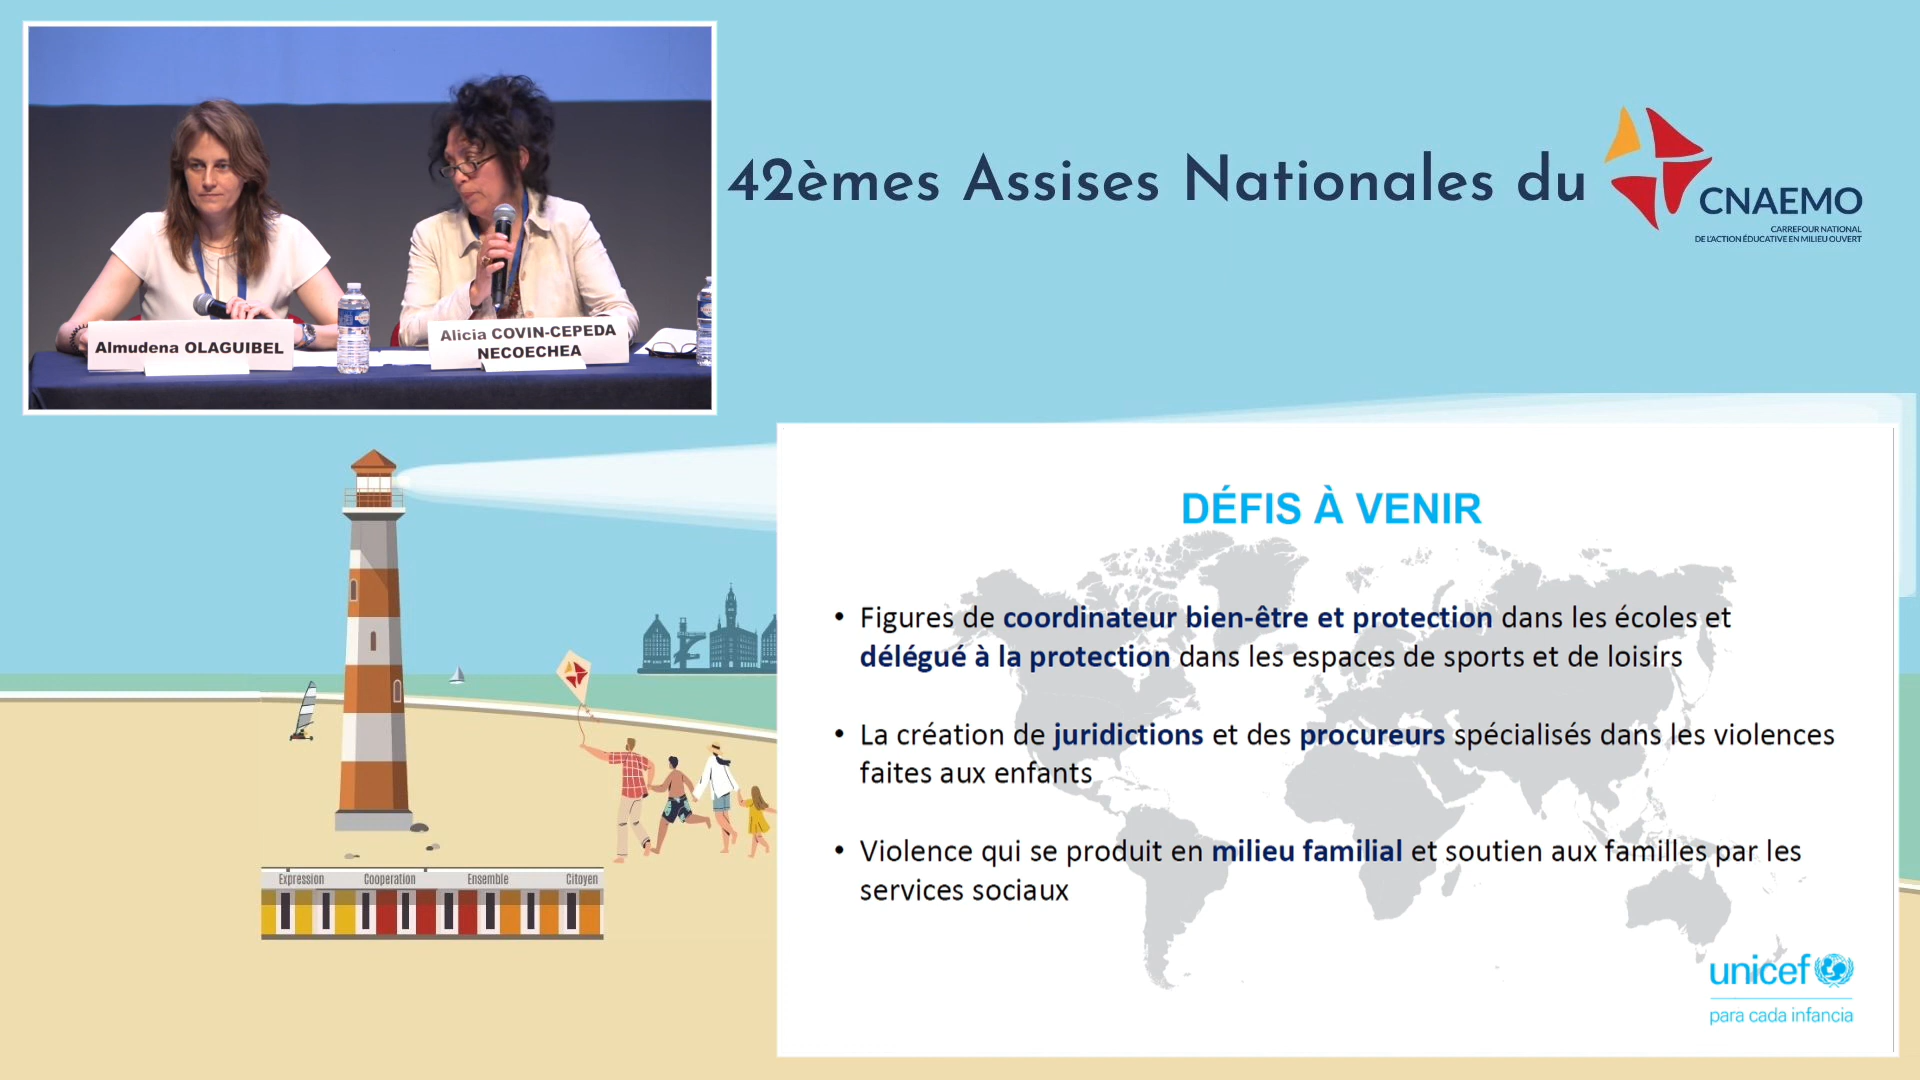 42èmes Assises Nationales du
CNAEMO
CARREFOUR NATIONAL
DE L'ACTION ÉDUCATIVE EN MILIEU OUVERT
Almudena OLAGUIBEL
Alicia COVIN-CEPEDA
NECOECHEA
DÉFIS À VENIR
• Figures de coordinateur bien-être et protection dans les écoles et
délégué à la protection dans les espaces de sports et de loisirs
• La création de juridictions et des procureurs spécialisés dans les violences
faites aux enfants
• Violence qui se produit en milieu familial et soutien aux familles par les
services sociaux
unicef
para cada infancia
Expression Cooperation Ensemble Citoyen